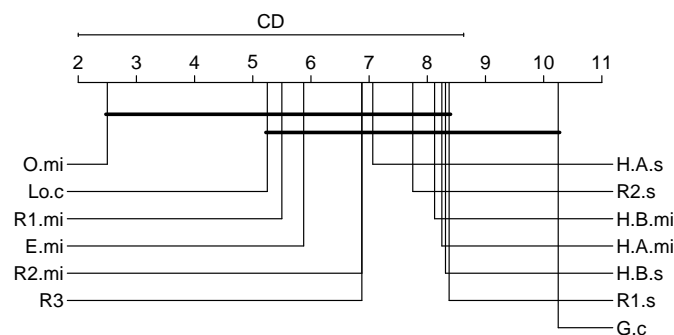 CD
2 3 4 5 6 7 8 9 10 11
O.mi H.A.s
Lo.c R2.s
R1.mi H.B.mi
E.mi H.A.mi
R2.mi H.B.s
R3 R1.s
G.c